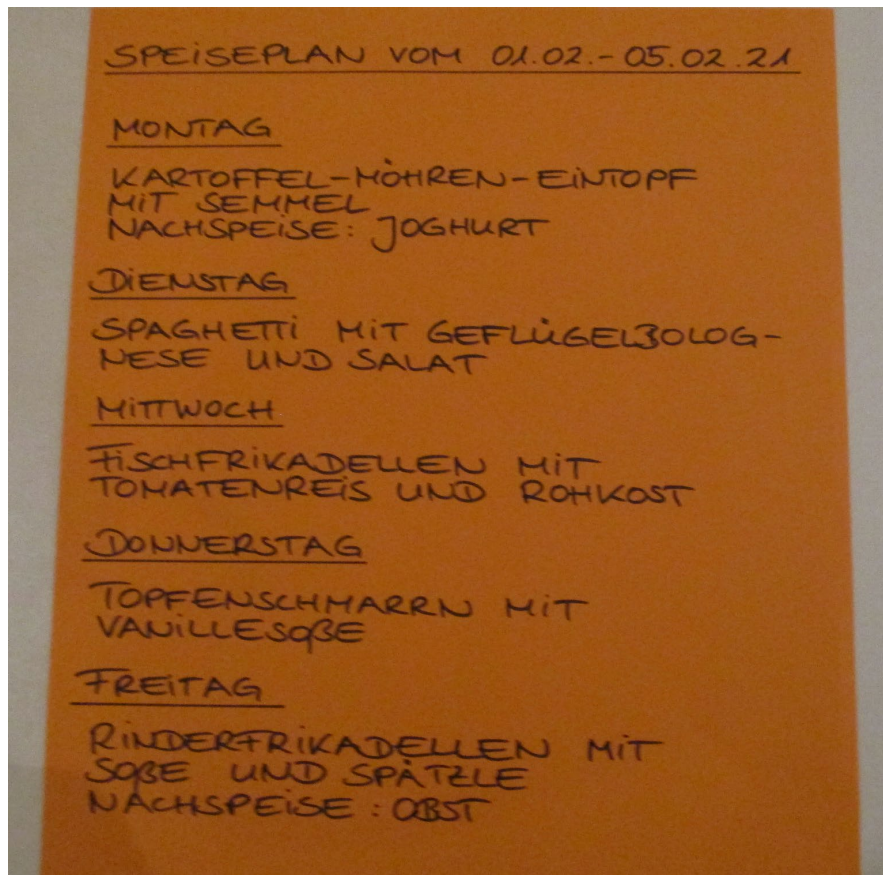 SPEISEPLAN VOM 01.02.-05.02.21
MONTAG
KARTOFFEL-MÖHREN-EINTOPF
MIT SEMMEL
NACHSPEISE: JOGHURT
DIENSTAG
SPAGHETTI MIT GEFLÜGELBOLOG-
NESE UND SALAT
MITTWOCH
FISCHFRIKADELLEN MIT
TOMATENREIS UND ROHKOST
DONNERSTAG
TOPFENSCHMARRN MIT
VANILLESOßE
FREITAG
RINDERFRIKADELLEN MIT
SOßE UND SPÄTZLE
NACHSPEISE: OBST